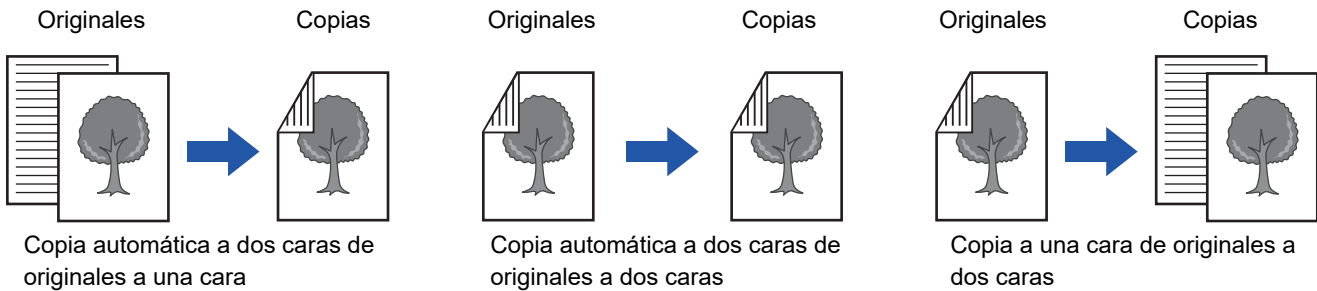 Originales
Copias
Originales
Copias
Originales
Copias
Copia automática a dos caras de
originales a una cara
Copia automática a dos caras de
originales a dos caras
Copia a una cara de originales a
dos caras